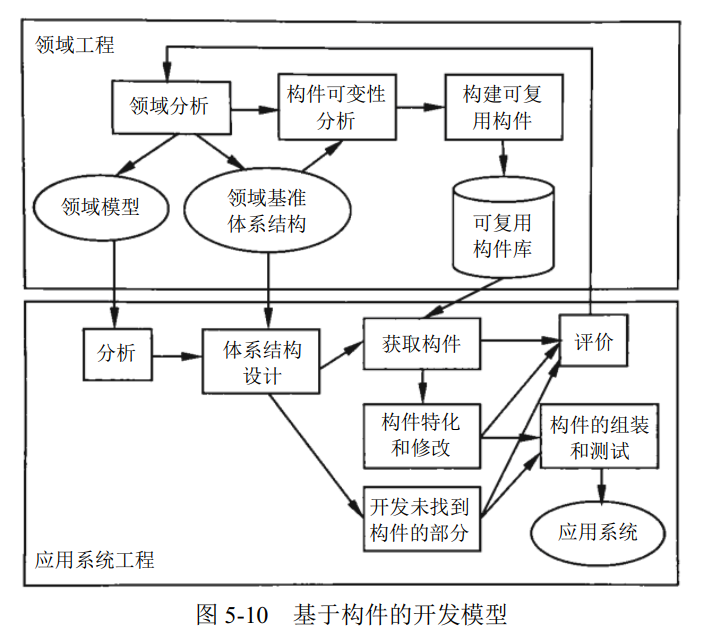 领域工程
领域分析
构件可变性
分析
构建可复
用构件
领域模型
领域基准
体系结构
可复用
构件库
分析
体系结构
设计
获取构件
评价
构件特化
和修改
构件的组装
和测试
开发未找到
构件的部分
应用系统
应用系统工程
图 5-10 基于构件的开发模型